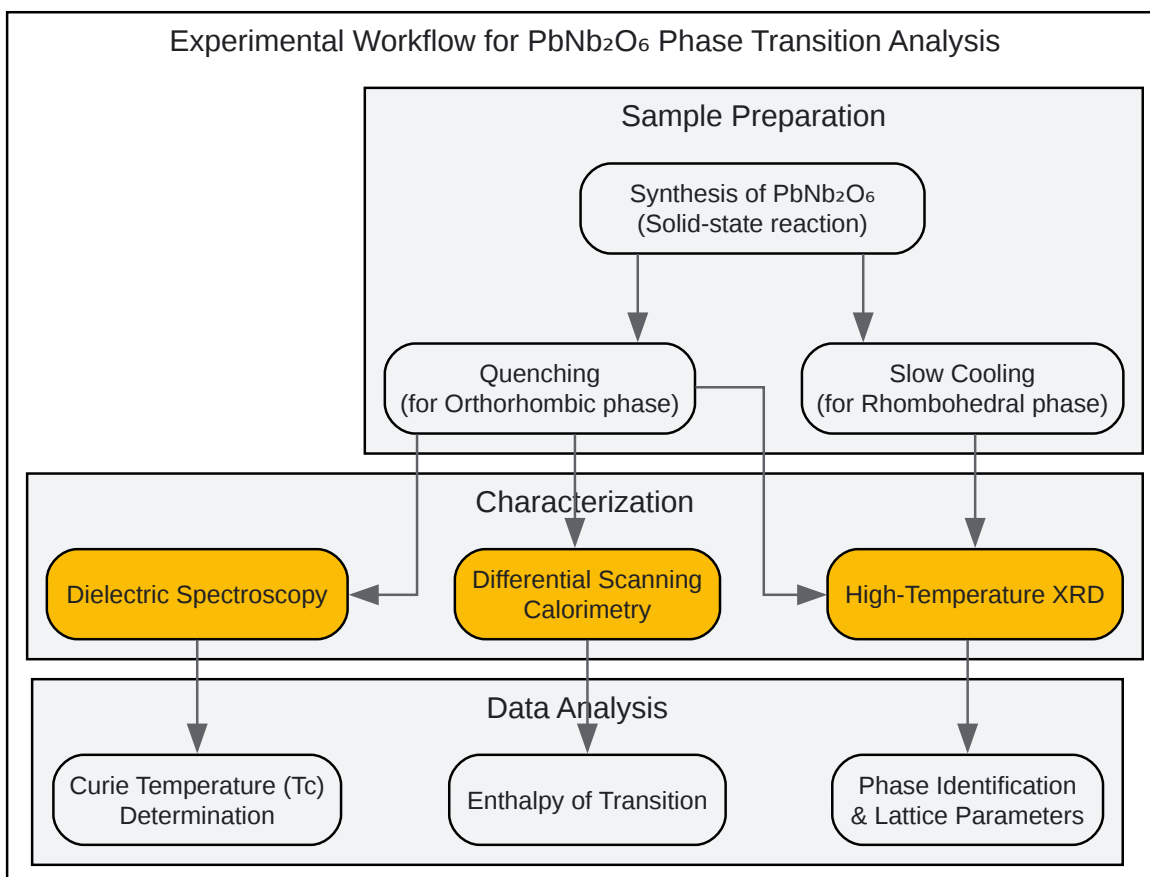 Experimental Workflow for PbNb₂O₆ Phase Transition Analysis
Sample Preparation
Synthesis of PbNb₂O₆
(Solid-state reaction)
Quenching
(for Orthorhombic phase)
Slow Cooling
(for Rhombohedral phase)
Characterization
Dielectric Spectroscopy
Differential Scanning
Calorimetry
High-Temperature XRD
Data Analysis
Curie Temperature (Tc)
Determination
Enthalpy of Transition
Phase Identification
& Lattice Parameters